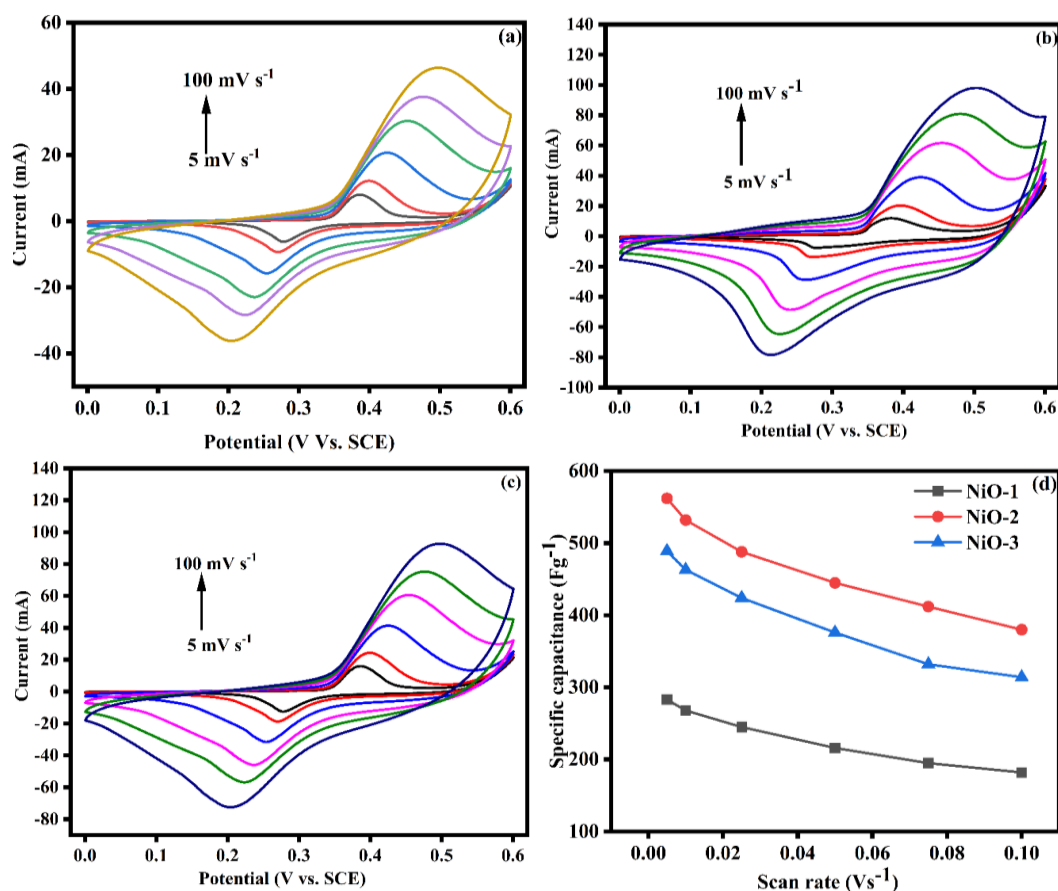 (a)
60
40
20
0
-20
-40
Current (mA)
100 mV s-1
5 mV s-1
0.0 0.1 0.2 0.3 0.4 0.5 0.6
Potential (V Vs. SCE)
(b)
140
120
100
80
60
40
20
0
-20
-40
-60
-80
-100
Current (mA)
100 mV s-1
5 mV s-1
0.0 0.1 0.2 0.3 0.4 0.5 0.6
Potential (V vs. SCE)
(c)
140
120
100
80
60
40
20
0
-20
-40
-60
-80
Current (mA)
100 mV s-1
5 mV s-1
0.0 0.1 0.2 0.3 0.4 0.5 0.6
Potential (V vs. SCE)
(d)
600
500
400
300
200
100
Specific capacitance (Fg-1)
NiO-1
NiO-2
NiO-3
0.00 0.02 0.04 0.06 0.08 0.10
Scan rate (Vs-1)